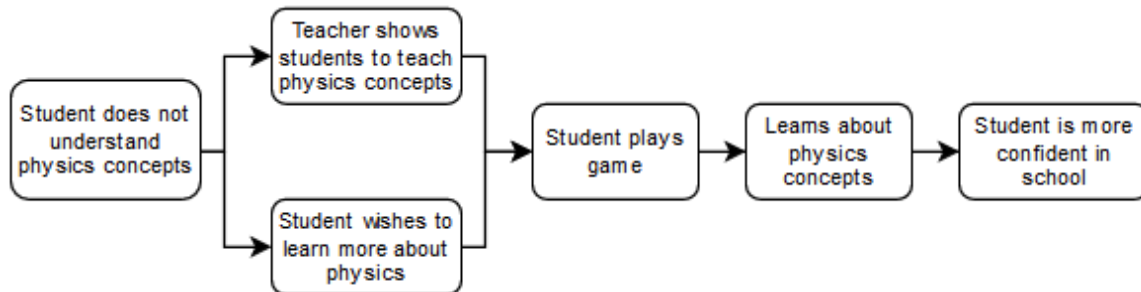 Student does not
understand
physics concepts
Teacher shows
students to teach
physics concepts
Student wishes to
learn more about
physics
Student plays
game
Learns about
physics
concepts
Student is more
confident in
school